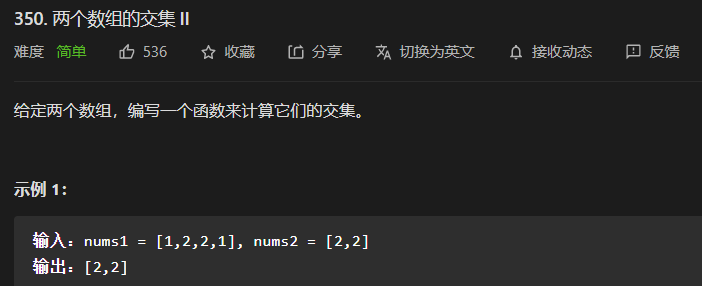 350. 两个数组的交集 II
难度 简单 536 收藏 分享 切换为英文 接收动态 反馈
给定两个数组，编写一个函数来计算它们的交集。
示例 1：
输入：nums1 = [1,2,2,1], nums2 = [2,2]
输出：[2,2]